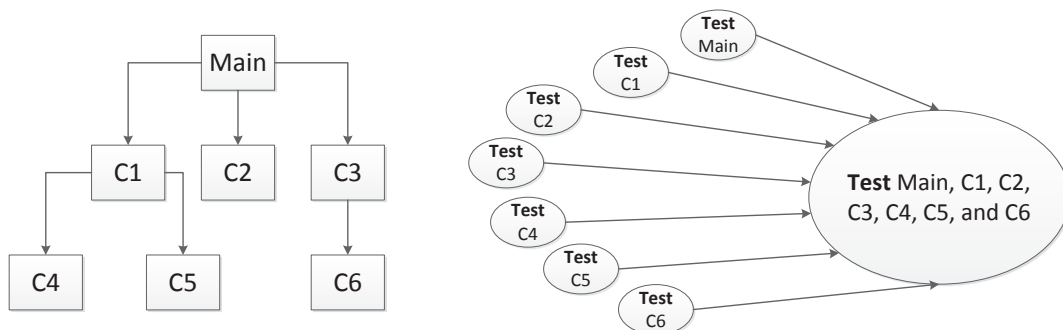 Main
C1
C2
C3
C4
C5
C6
Test
Main
Test
C1
Test
C2
Test
C3
Test
C4
Test
C5
Test
C6
Test Main, C1, C2,
C3, C4, C5, and C6